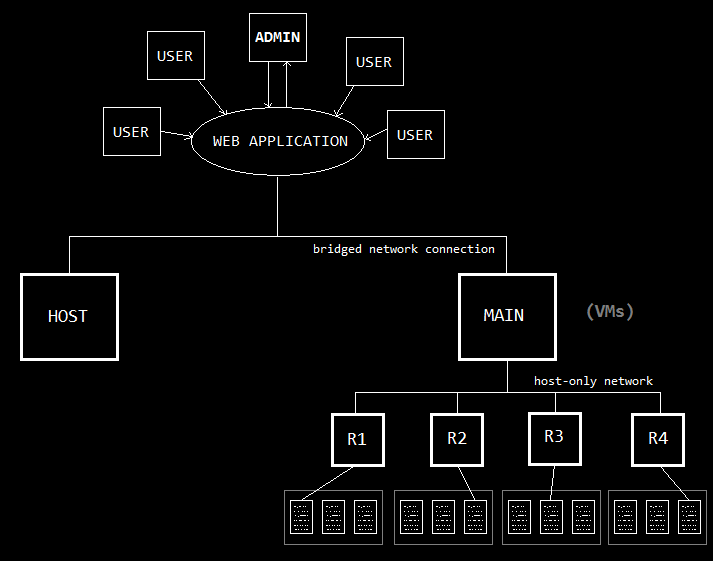 ADMIN
USER
USER
USER
USER
WEB APPLICATION
bridged network connection
HOST
MAIN
(VMs)
host-only network
R1
R2
R3
R4